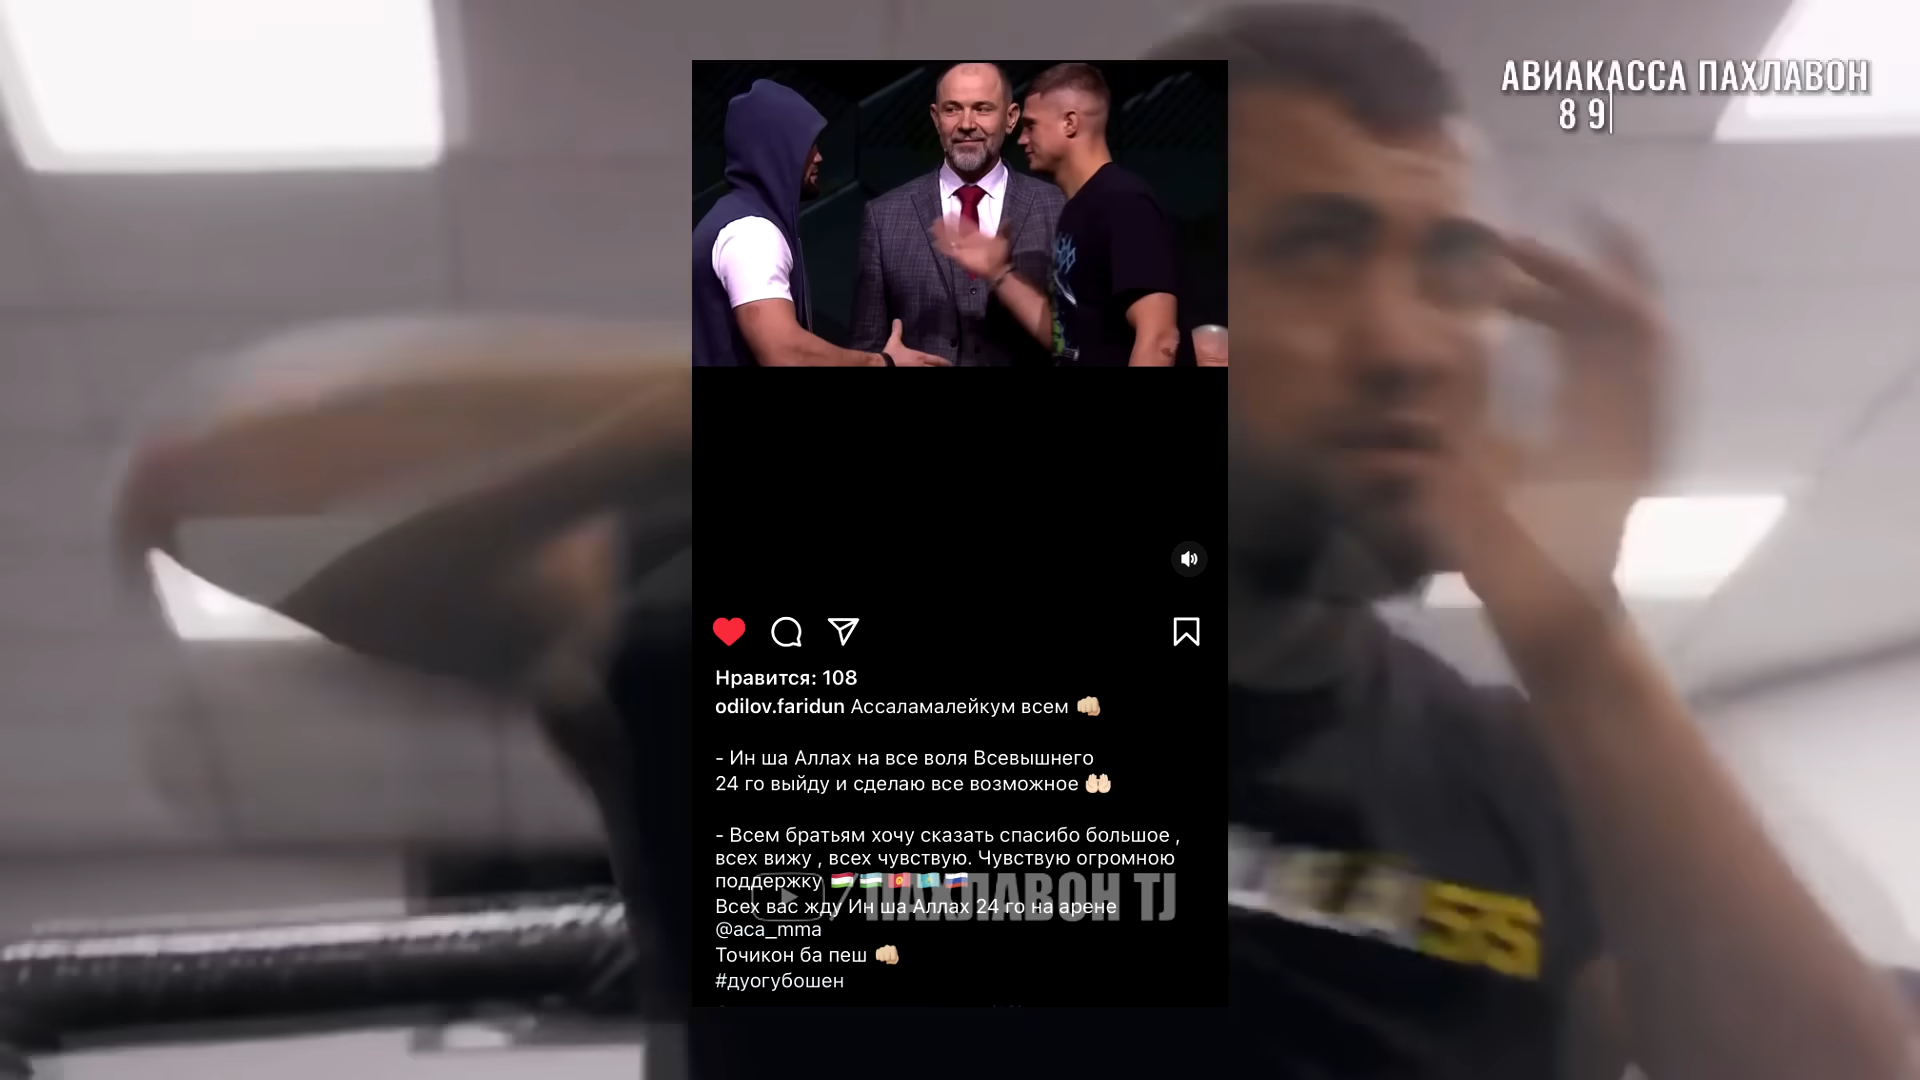 АВИАКАССА ПАХЛАВОН
8 9
Нравится: 108
odilov.faridun Ассаламалейкум всем 👊🏻
- Ин ша Аллах на все воля Всевышнего
24 го выйду и сделаю все возможное 🤲🏻
- Всем братьям хочу сказать спасибо большое ,
всех вижу , всех чувствую. Чувствую огромною
поддержку 🇹🇯🇺🇿🇰🇬🇰🇿🇷🇺
/ПАХЛАВОН TJ
Всех вас жду Ин ша Аллах 24 го на арене
@aca_mma
Точикон ба пеш 👊🏻
#дуогубошен